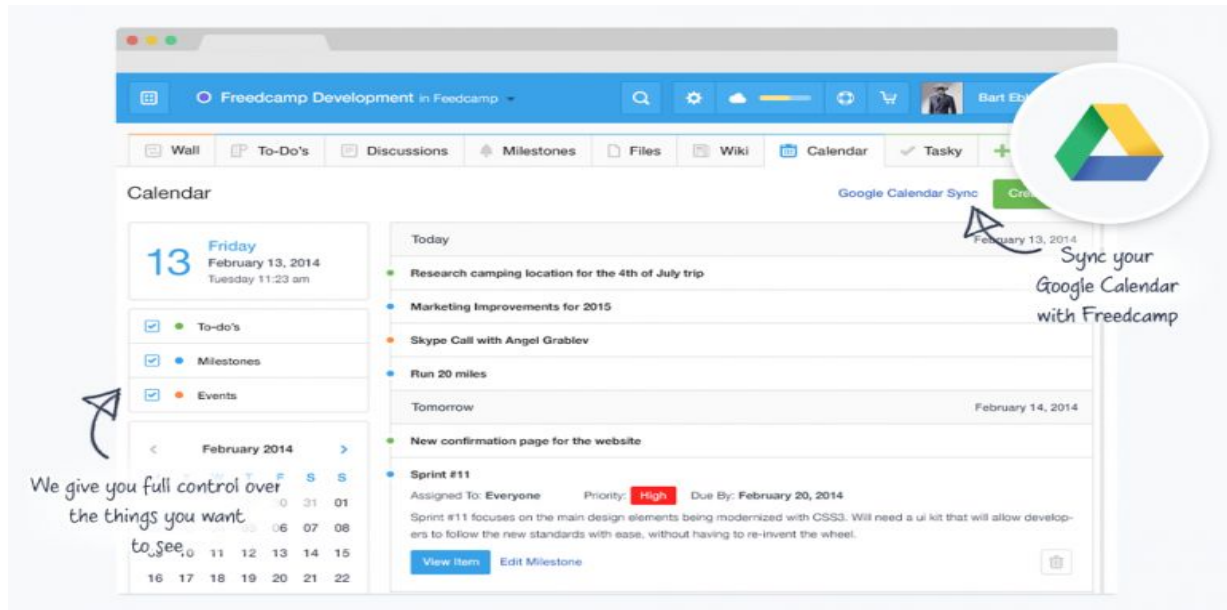 Freedcamp Development in Feedcamp
Bart
Wall To-Do's Discussions Milestones Files Wiki Calendar Tasky
Calendar
Google Calendar Sync
13
Friday
February 13, 2014
Tuesday 11:23 am
To-do's
Milestones
Events
February 2014
F S S
31 01
06 07 08
11 12 13 14 15
16 17 18 19 20 21 22
Today February 13, 2014
Research camping location for the 4th of July trip
Marketing Improvements for 2015
Skype Call with Angel Grablev
Run 20 miles
Tomorrow February 14, 2014
New confirmation page for the website
Sprint #11
Assigned To: Everyone Priority: High Due By: February 20, 2014
Sprint #11 focuses on the main design elements being modernized with CSS3. Will need a ui kit that will allow develop-
ers to follow the new standards with ease, without having to re-invent the wheel.
View Item Edit Milestone
Sync your
Google Calendar
with Freedcamp
We give you full control over
the things you want
to see